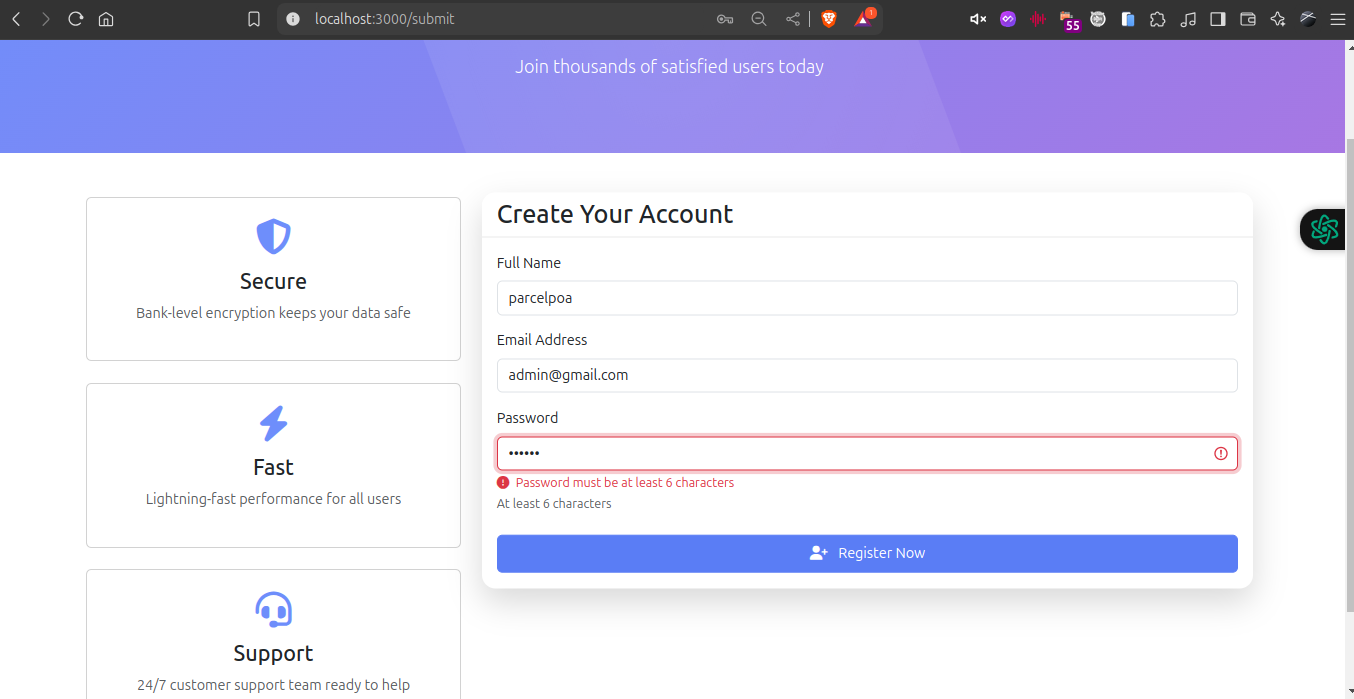 localhost:3000/submit
1
55
Join thousands of satisfied users today
Secure
Bank-level encryption keeps your data safe
Fast
Lightning-fast performance for all users
Support
24/7 customer support team ready to help
Create Your Account
Full Name
parcelpoa
Email Address
admin@gmail.com
Password
••••••
Password must be at least 6 characters
At least 6 characters
Register Now